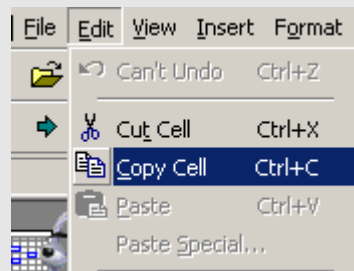 File Edit View Insert Format
Can't Undo Ctrl+Z
Cut Cell Ctrl+X
Copy Cell Ctrl+C
Paste Ctrl+V
Paste Special...